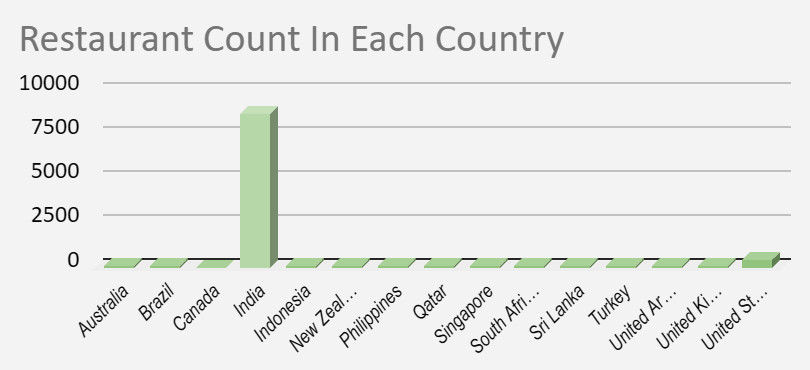 Restaurant Count In Each Country
10000
7500
5000
2500
0
Australia
Brazil
Canada
India
Indonesia
New Zeal...
Philippines
Qatar
Singapore
South Afri...
Sri Lanka
Turkey
United Ar...
United Ki...
United St...